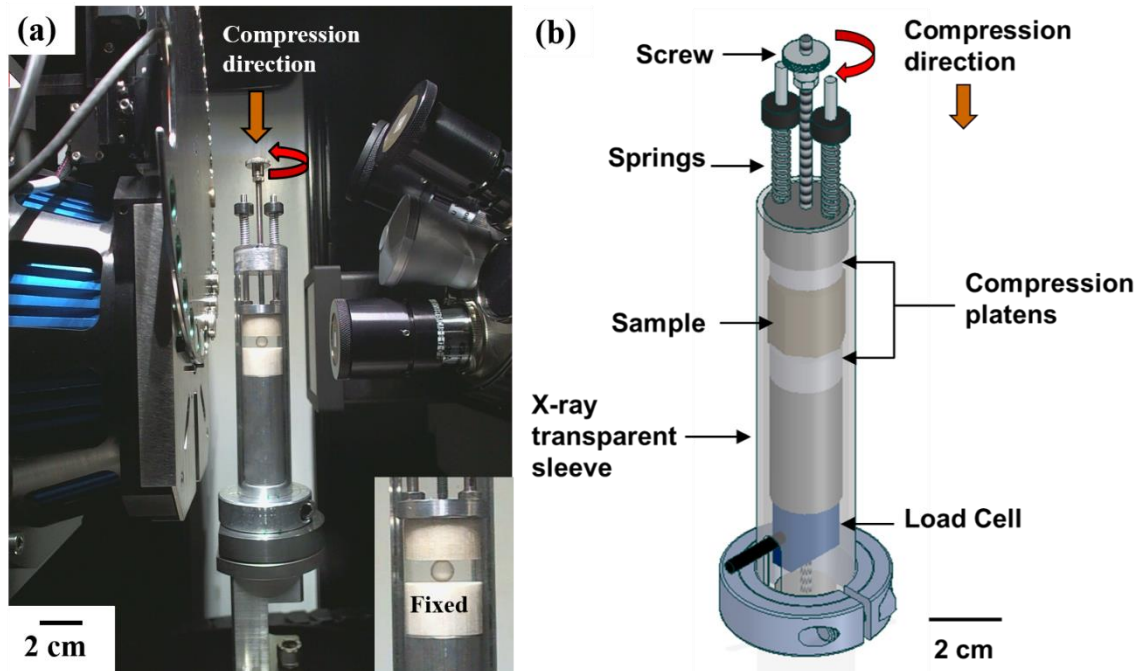 (a)
Compression
direction
Fixed
2 cm
(b)
Screw
Compression
direction
Springs
Sample
Compression
platens
X-ray
transparent
sleeve
Load Cell
2 cm